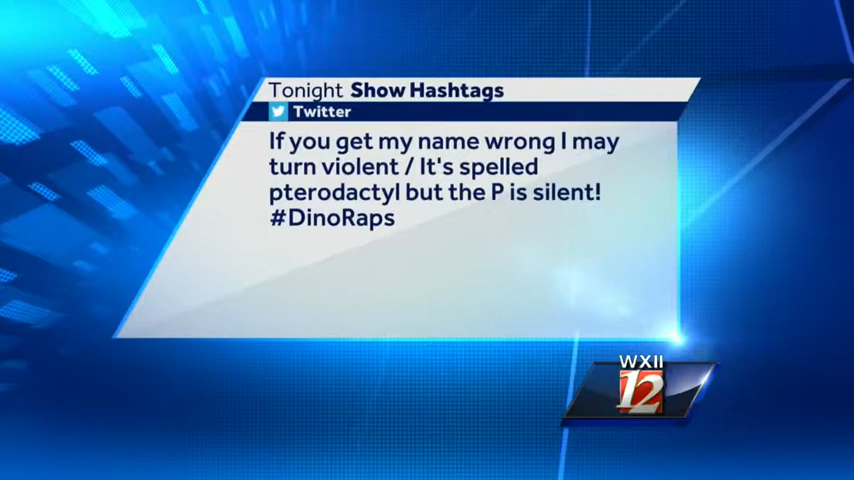 Tonight Show Hashtags
Twitter
If you get my name wrong I may
turn violent / It's spelled
pterodactyl but the P is silent!
#DinoRaps
WXII
12